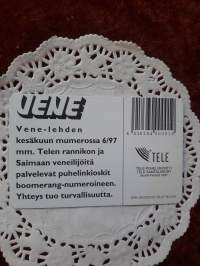 VENE
Vene-lehden
kesäkuun mumerossa 6/97
mm. Telen rannikon ja
Saimaan veneilijöitä
palvelevat puhelinkioskit
boomerang-numeroineen.
Yhteys tuo turvallisuutta.
TELE